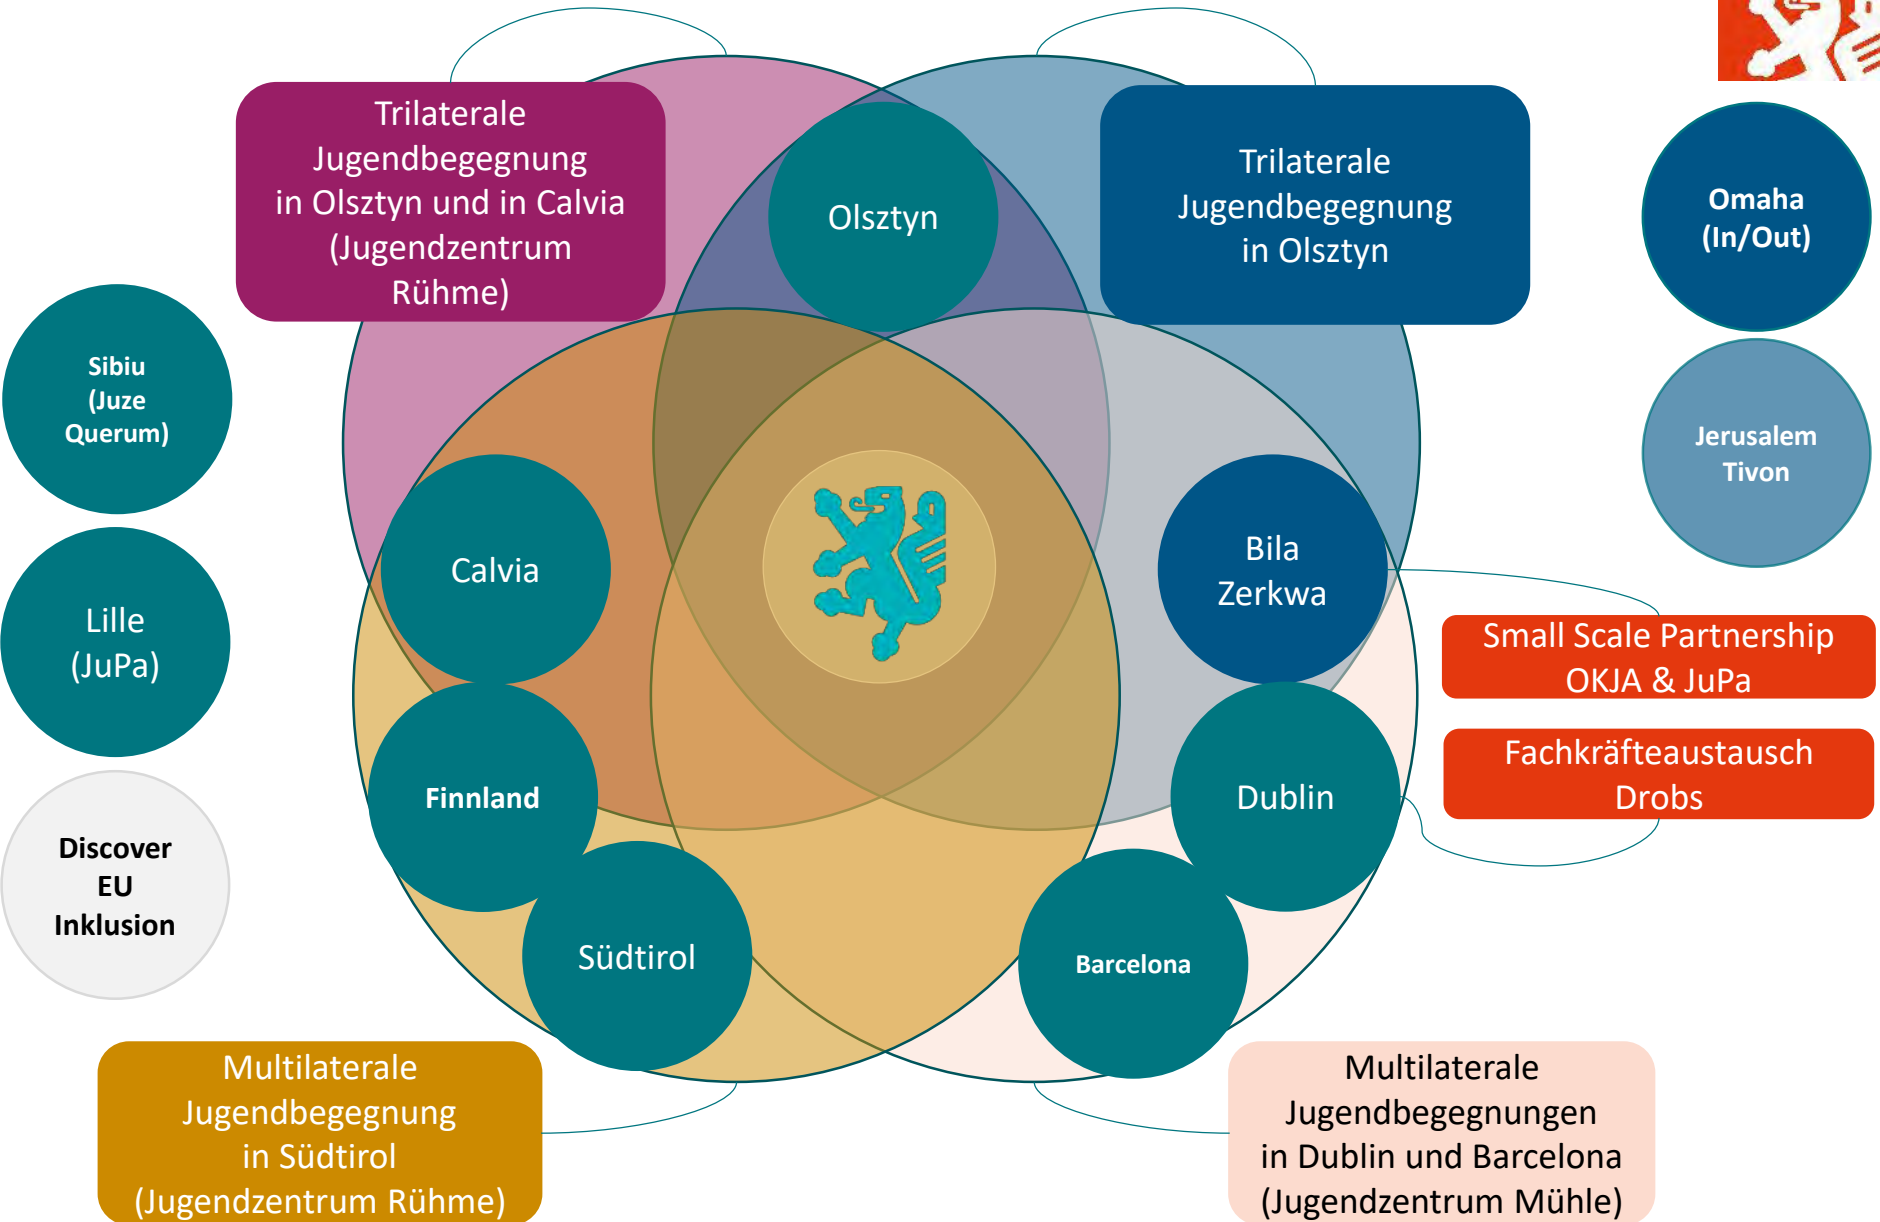 Trilaterale
Jugendbegegnung
in Olsztyn und in Calvia
(Jugendzentrum
Rühme)
Olsztyn
Trilaterale
Jugendbegegnung
in Olsztyn
Omaha
(In/Out)
Sibiu
(Juze
Querum)
Jerusalem
Tivon
Calvia
Bila
Zerkwa
Lille
(JuPa)
Small Scale Partnership
OKJA & JuPa
Finnland
Dublin
Fachkräfteaustausch
Drobs
Discover
EU
Inklusion
Südtirol
Barcelona
Multilaterale
Jugendbegegnung
in Südtirol
(Jugendzentrum Rühme)
Multilaterale
Jugendbegegnungen
in Dublin und Barcelona
(Jugendzentrum Mühle)